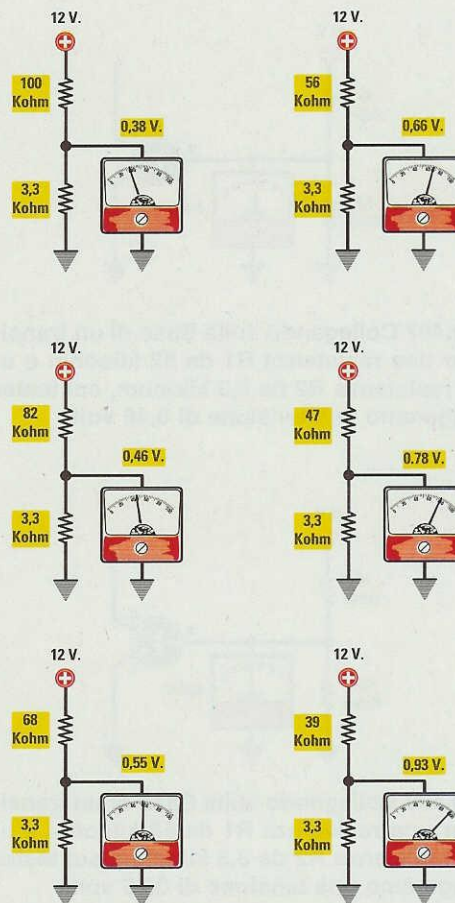 12 V.
100
Kohm
0,38 V.
3,3
Kohm
12 V.
56
Kohm
0,66 V.
3,3
Kohm
12 V.
82
Kohm
0,46 V.
3,3
Kohm
12 V.
47
Kohm
0.78 V.
3,3
Kohm
12 V.
68
Kohm
0,55 V.
3,3
Kohm
12 V.
39
Kohm
0,93 V.
3,3
Kohm